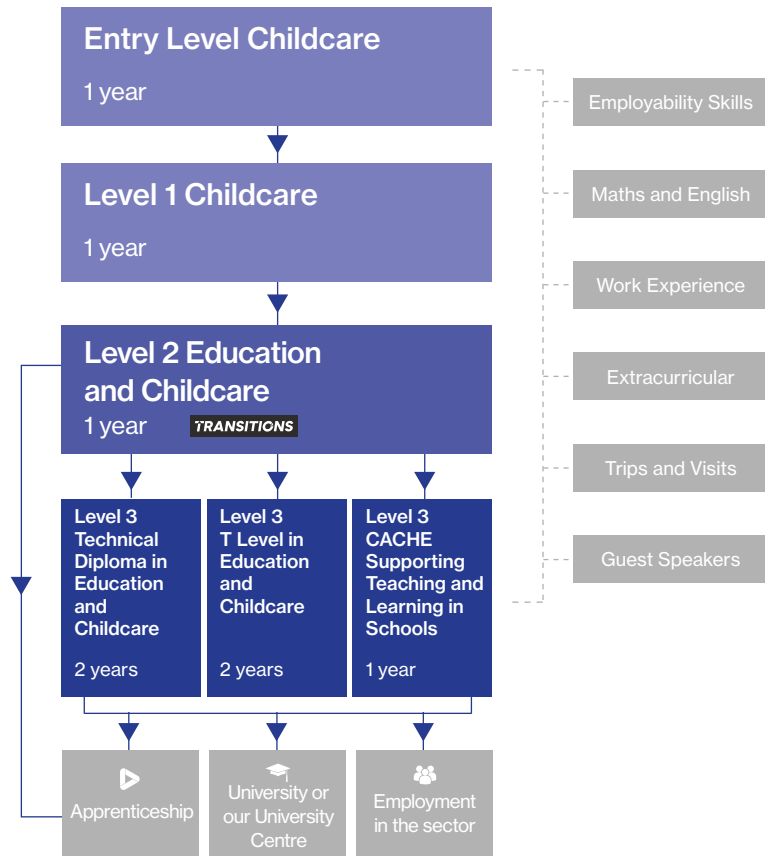 Entry Level Childcare
1 year
Level 1 Childcare
1 year
Level 2 Education
and Childcare
1 year
TRANSITIONS
Level 3
Technical
Diploma in
Education
and
Childcare
2 years
Level 3
T Level in
Education
and
Childcare
2 years
Level 3
CACHE
Supporting
Teaching and
Learning in
Schools
1 year
Apprenticeship
University or
our University
Centre
Employment
in the sector
Employability Skills
Maths and English
Work Experience
Extracurricular
Trips and Visits
Guest Speakers